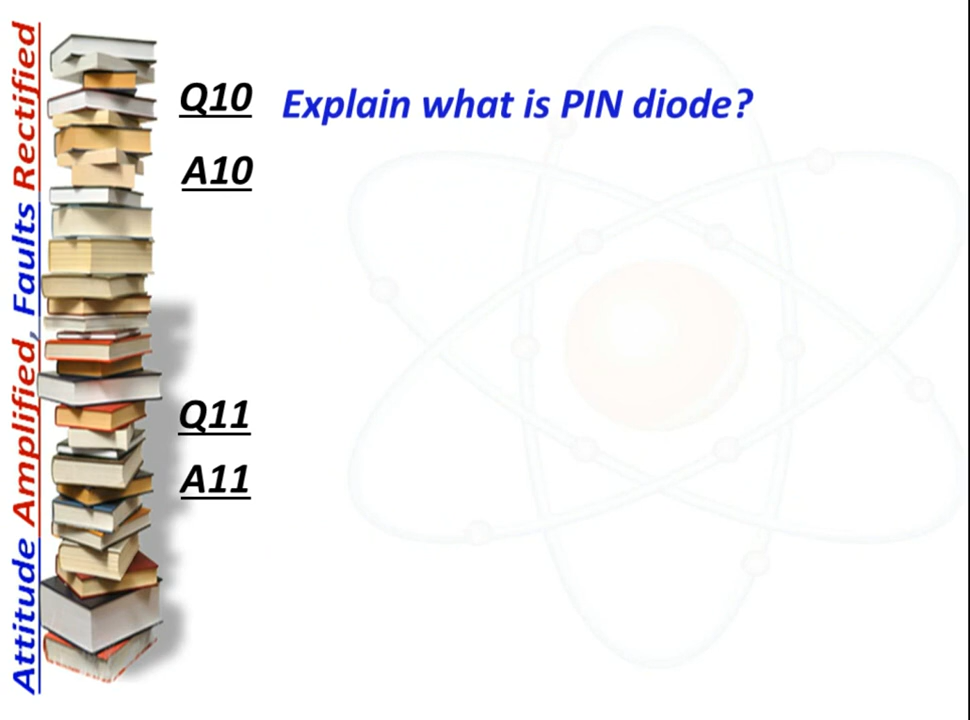 Attitude Amplified, Faults Rectified
Q10 Explain what is PIN diode?
A10
Q11
A11